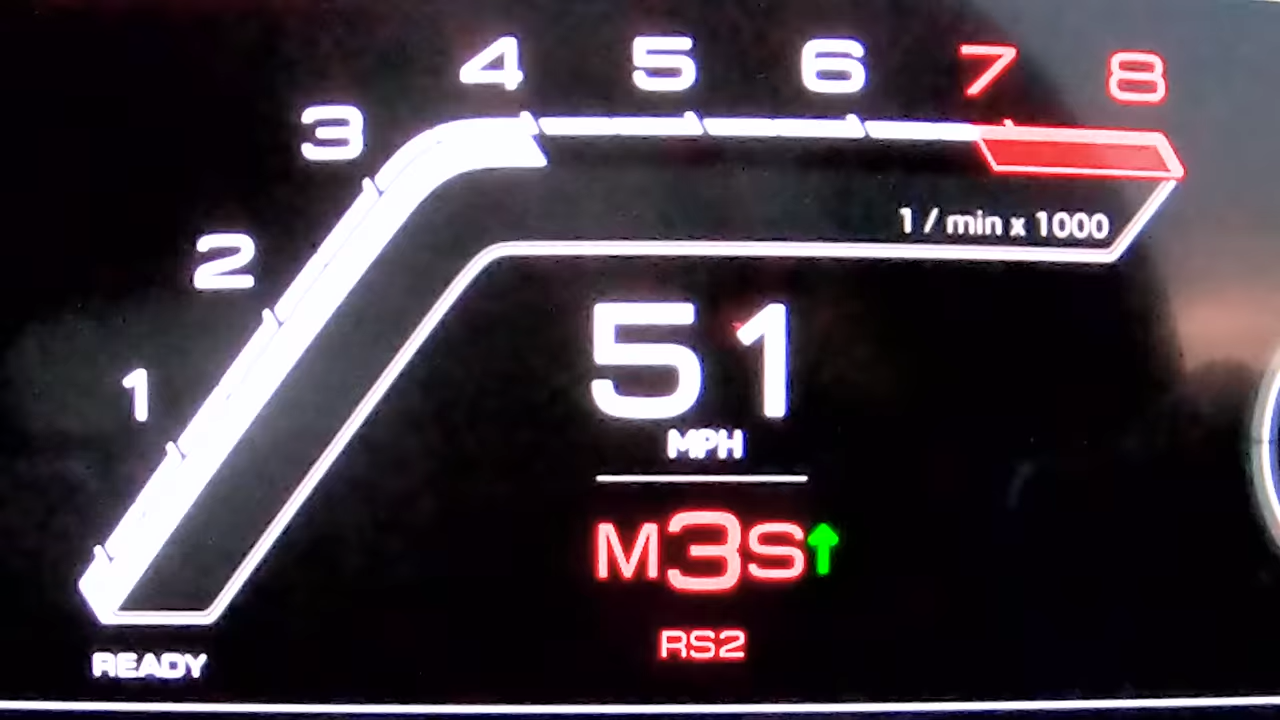 4 5 6 7 8
3
2
1 / min x 1000
1
51
MPH
M3S↑
RS2
READY